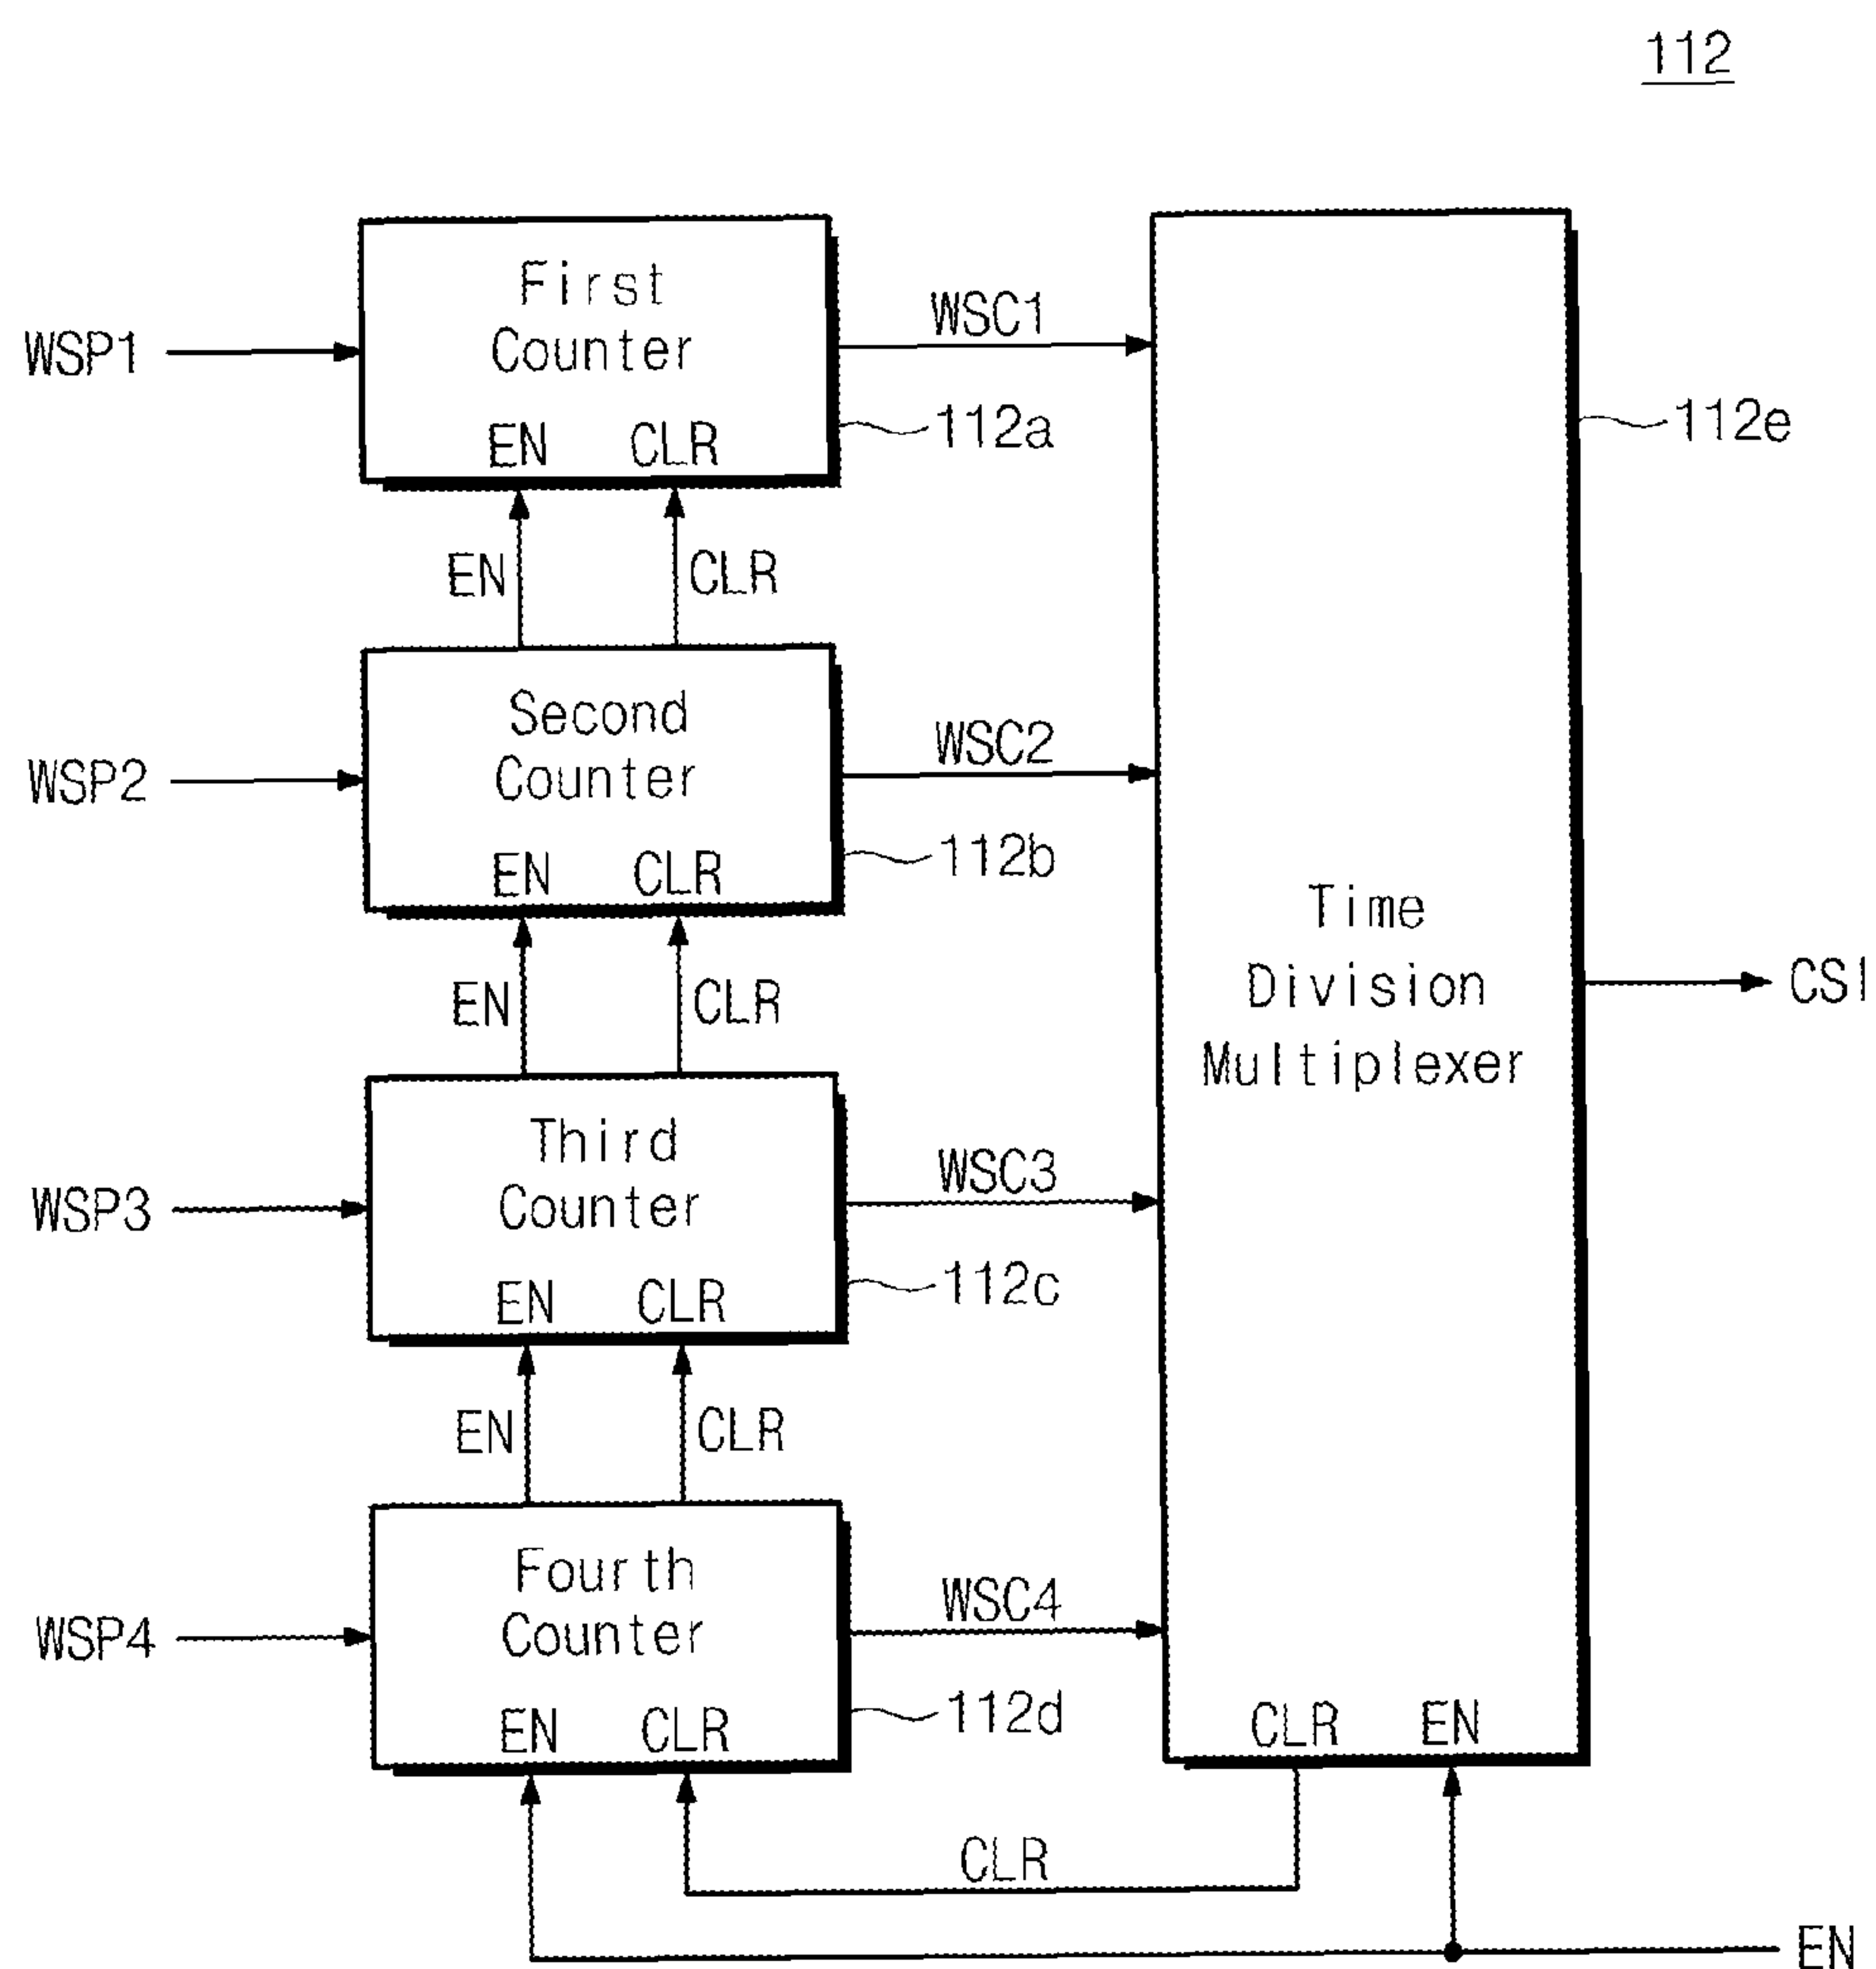 112
First
Counter
WSP1
WSC1
EN CLR
112a
112e
EN
CLR
Second
Counter
WSP2
WSC2
EN CLR
112b
Time
Division
Multiplexer
CSI
EN
CLR
Third
Counter
WSP3
WSC3
EN CLR
112c
EN
CLR
Fourth
Counter
WSP4
WSC4
EN CLR
112d
CLR EN
CLR
EN